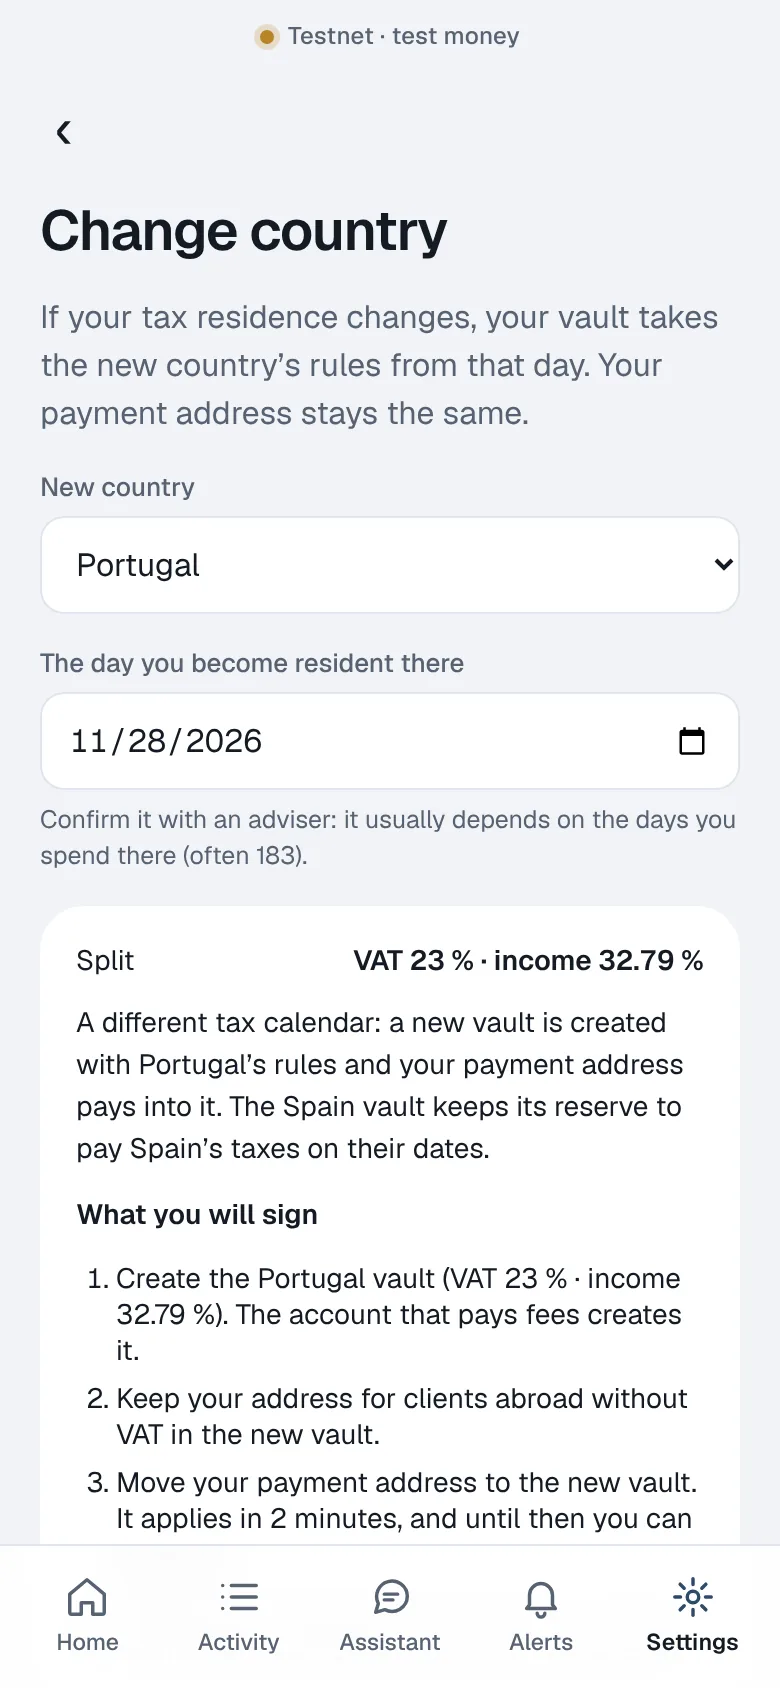 Testnet · test money
Change country
If your tax residence changes, your vault takes
the new country’s rules from that day. Your
payment address stays the same.
New country
Portugal
The day you become resident there
11/28/2026
Confirm it with an adviser: it usually depends on the days you
spend there (often 183).
Split VAT 23 % · income 32.79 %
A different tax calendar: a new vault is created
with Portugal’s rules and your payment address
pays into it. The Spain vault keeps its reserve to
pay Spain’s taxes on their dates.
What you will sign
1. Create the Portugal vault (VAT 23 % · income
32.79 %). The account that pays fees creates
it.
2. Keep your address for clients abroad without
VAT in the new vault.
3. Move your payment address to the new vault.
It applies in 2 minutes, and until then you can
Home Activity Assistant Alerts Settings